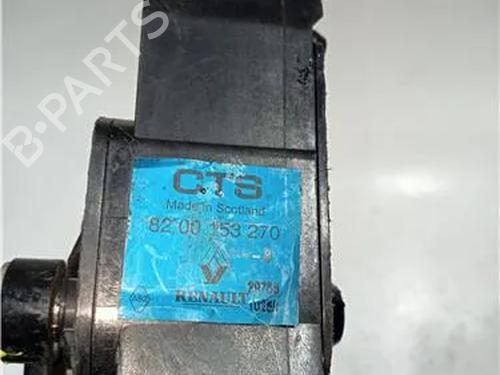 B-PARTS
CTS
Made in Scotland
82 00 153 270
RENAULT